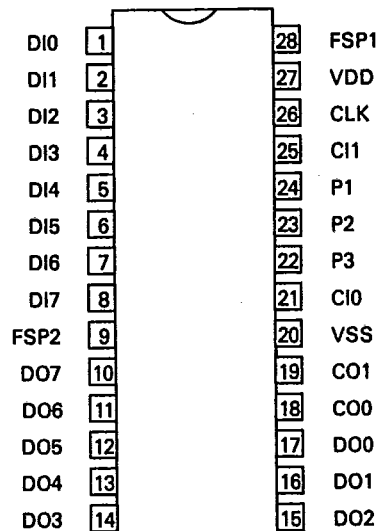 DI0 1 28 FSP1
DI1 2 27 VDD
DI2 3 26 CLK
DI3 4 25 CI1
DI4 5 24 P1
DI5 6 23 P2
DI6 7 22 P3
DI7 8 21 CI0
FSP2 9 20 VSS
DO7 10 19 CO1
DO6 11 18 CO0
DO5 12 17 DO0
DO4 13 16 DO1
DO3 14 15 DO2